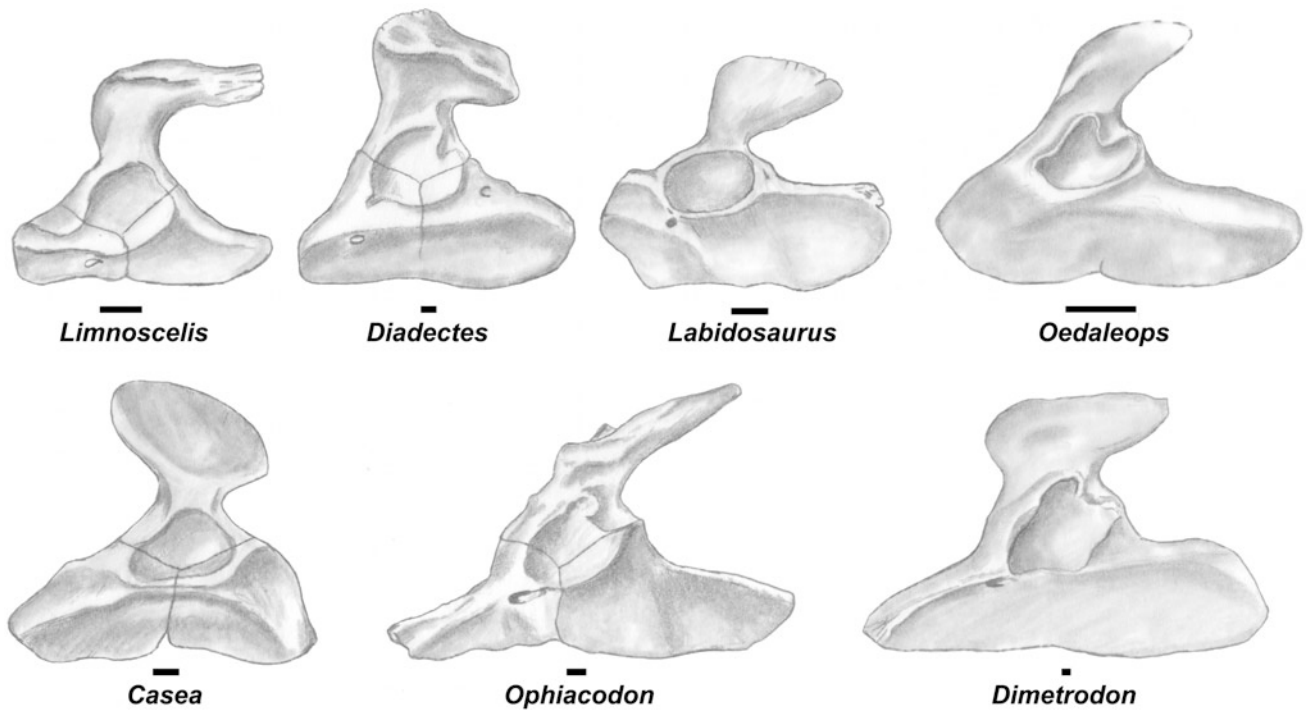 Limnoscelis
Diadectes
Labidosaurus
Oedaleops
Casea
Ophiacodon
Dimetrodon